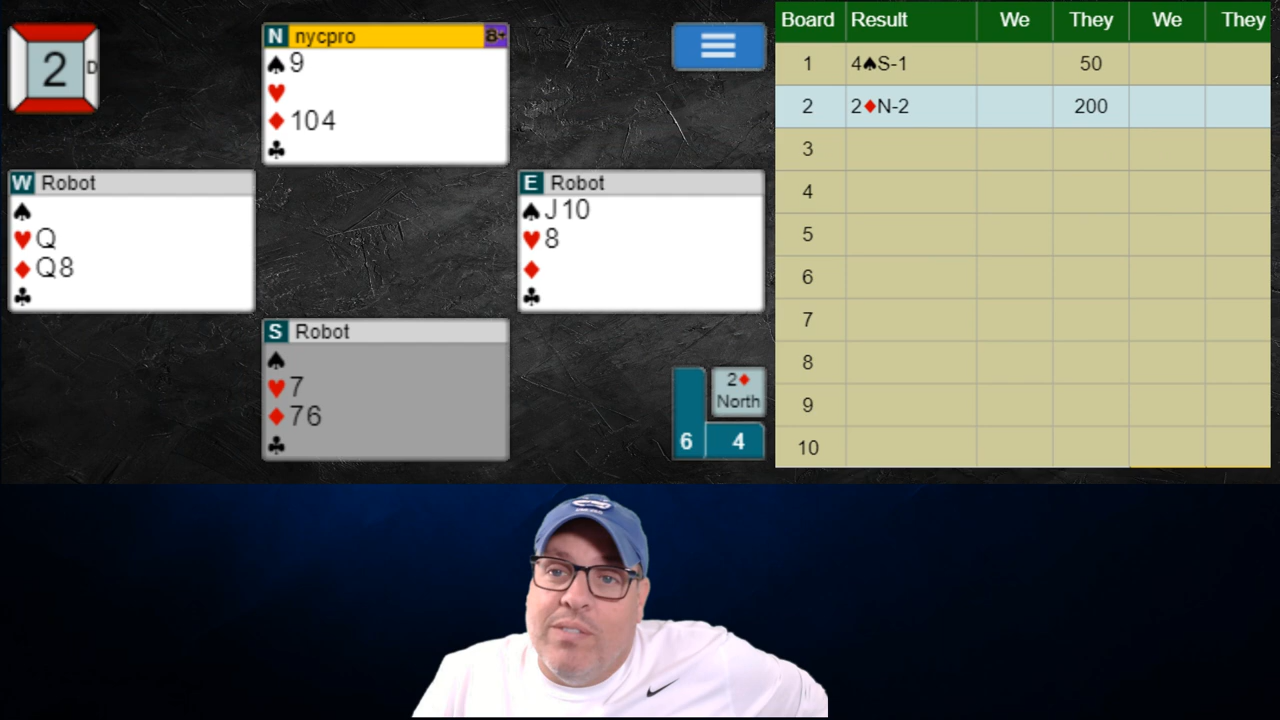 2 D
N nycpro 8+
♠ 9
♥
♦ 104
♣
W Robot
♠
♥ Q
♦ Q8
♣
E Robot
♠ J10
♥ 8
♦
♣
S Robot
♠
♥ 7
♦ 76
♣
2♦
North
6 4
Board Result We They We They
1 4♠S-1 50
2 2♦N-2 200
3
4
5
6
7
8
9
10